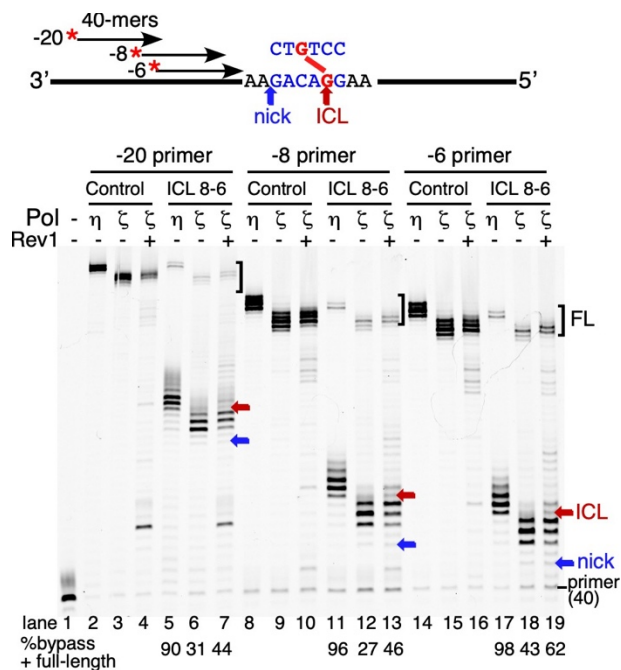 40-mers
-20 *
-8 *
-6 *
CTGTCC
3' AAGACAGGAA 5'
nick ICL
-20 primer -8 primer -6 primer
Control ICL 8-6 Control ICL 8-6 Control ICL 8-6
Pol - η ζ ζ η ζ ζ η ζ ζ η ζ ζ η ζ ζ η ζ ζ
Rev1 - - - + - - + - - + - - + - - + - - +
FL
ICL
nick
primer
(40)
lane 1 2 3 4 5 6 7 8 9 10 11 12 13 14 15 16 17 18 19
%bypass 90 31 44 96 27 46 98 43 62
+ full-length